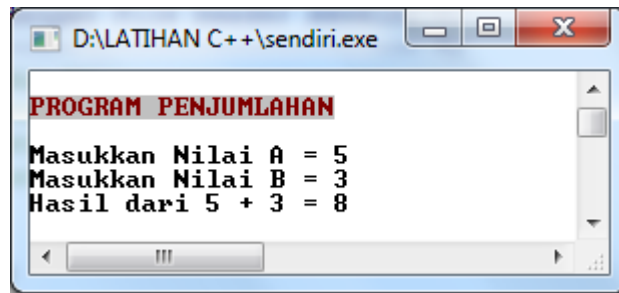 D:\LATIHAN C++\sendiri.exe
PROGRAM PENJUMLAHAN
Masukkan Nilai A = 5
Masukkan Nilai B = 3
Hasil dari 5 + 3 = 8